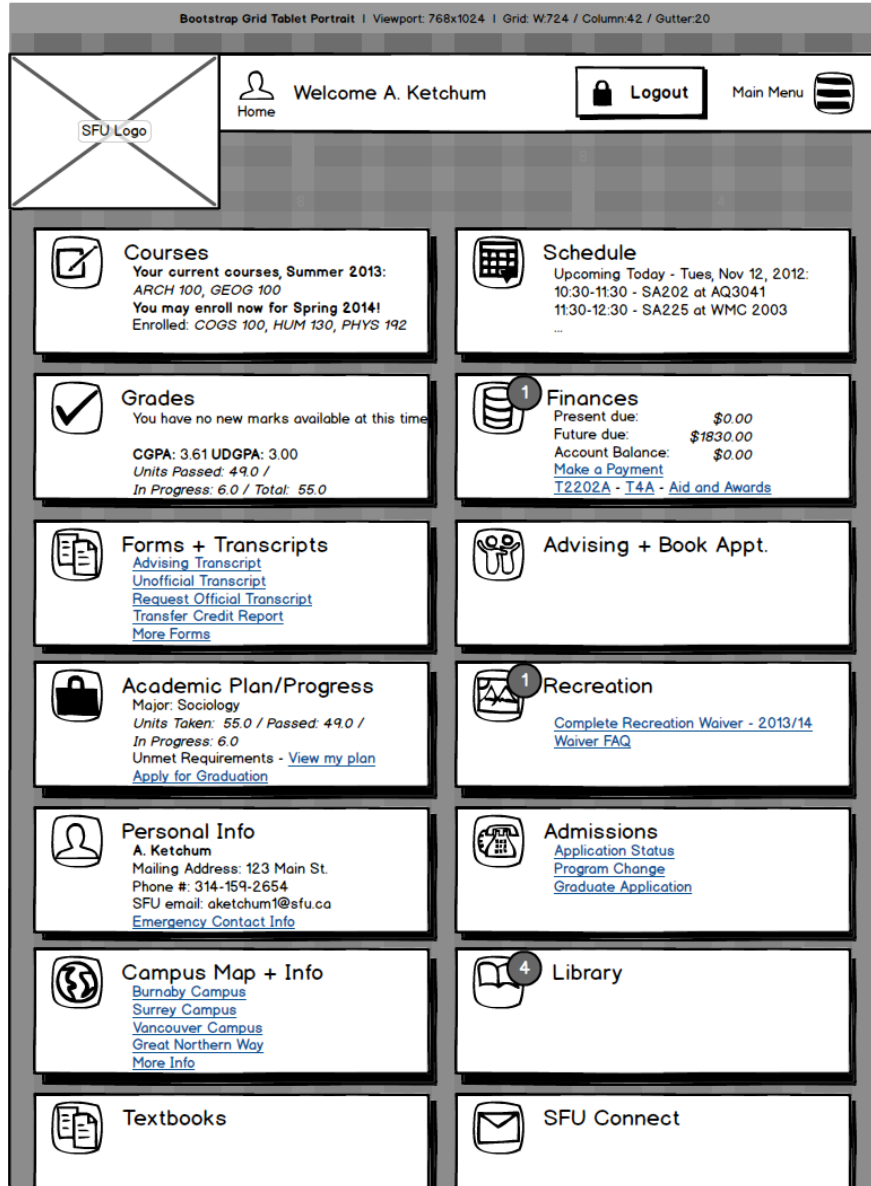 Bootstrap Grid Tablet Portrait | Viewport: 768x1024 | Grid: W:724 / Column:42 / Gutter:20
SFU Logo
Home
Welcome A. Ketchum
Logout
Main Menu
8
8
4
Courses
Your current courses, Summer 2013:
ARCH 100, GEOG 100
You may enroll now for Spring 2014!
Enrolled: COGS 100, HUM 130, PHYS 192
Schedule
Upcoming Today - Tues, Nov 12, 2012:
10:30-11:30 - SA202 at AQ3041
11:30-12:30 - SA225 at WMC 2003
...
Grades
You have no new marks available at this time
CGPA: 3.61 UDGPA: 3.00
Units Passed: 49.0 /
In Progress: 6.0 / Total: 55.0
1
Finances
Present due: $0.00
Future due: $1830.00
Account Balance: $0.00
Make a Payment
T2202A - T4A - Aid and Awards
Forms + Transcripts
Advising Transcript
Unofficial Transcript
Request Official Transcript
Transfer Credit Report
More Forms
Advising + Book Appt.
Academic Plan/Progress
Major: Sociology
Units Taken: 55.0 / Passed: 49.0 /
In Progress: 6.0
Unmet Requirements - View my plan
Apply for Graduation
1
Recreation
Complete Recreation Waiver - 2013/14
Waiver FAQ
Personal Info
A. Ketchum
Mailing Address: 123 Main St.
Phone #: 314-159-2654
SFU email: aketchum1@sfu.ca
Emergency Contact Info
Admissions
Application Status
Program Change
Graduate Application
Campus Map + Info
Burnaby Campus
Surrey Campus
Vancouver Campus
Great Northern Way
More Info
4
Library
Textbooks
SFU Connect